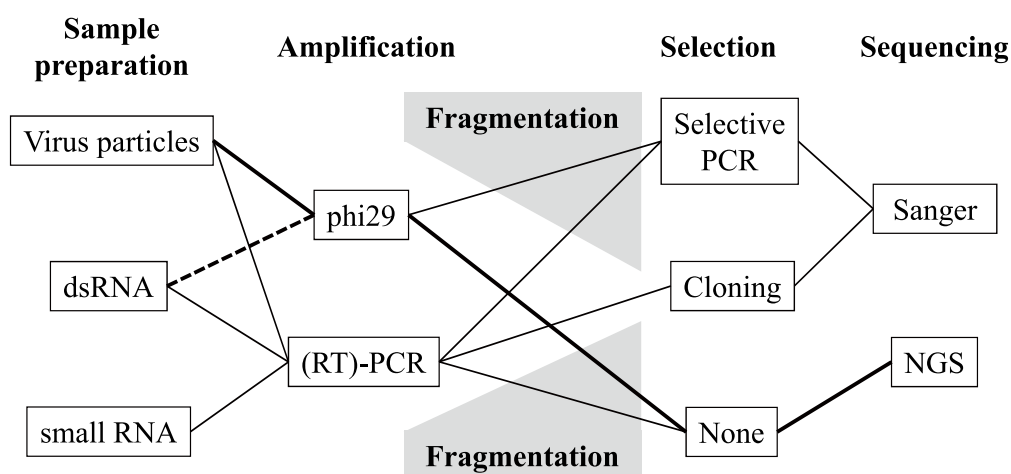 Sample
preparation
Amplification
Selection
Sequencing
Fragmentation
Virus particles
dsRNA
small RNA
phi29
(RT)-PCR
Selective
PCR
Cloning
None
Sanger
NGS
Fragmentation